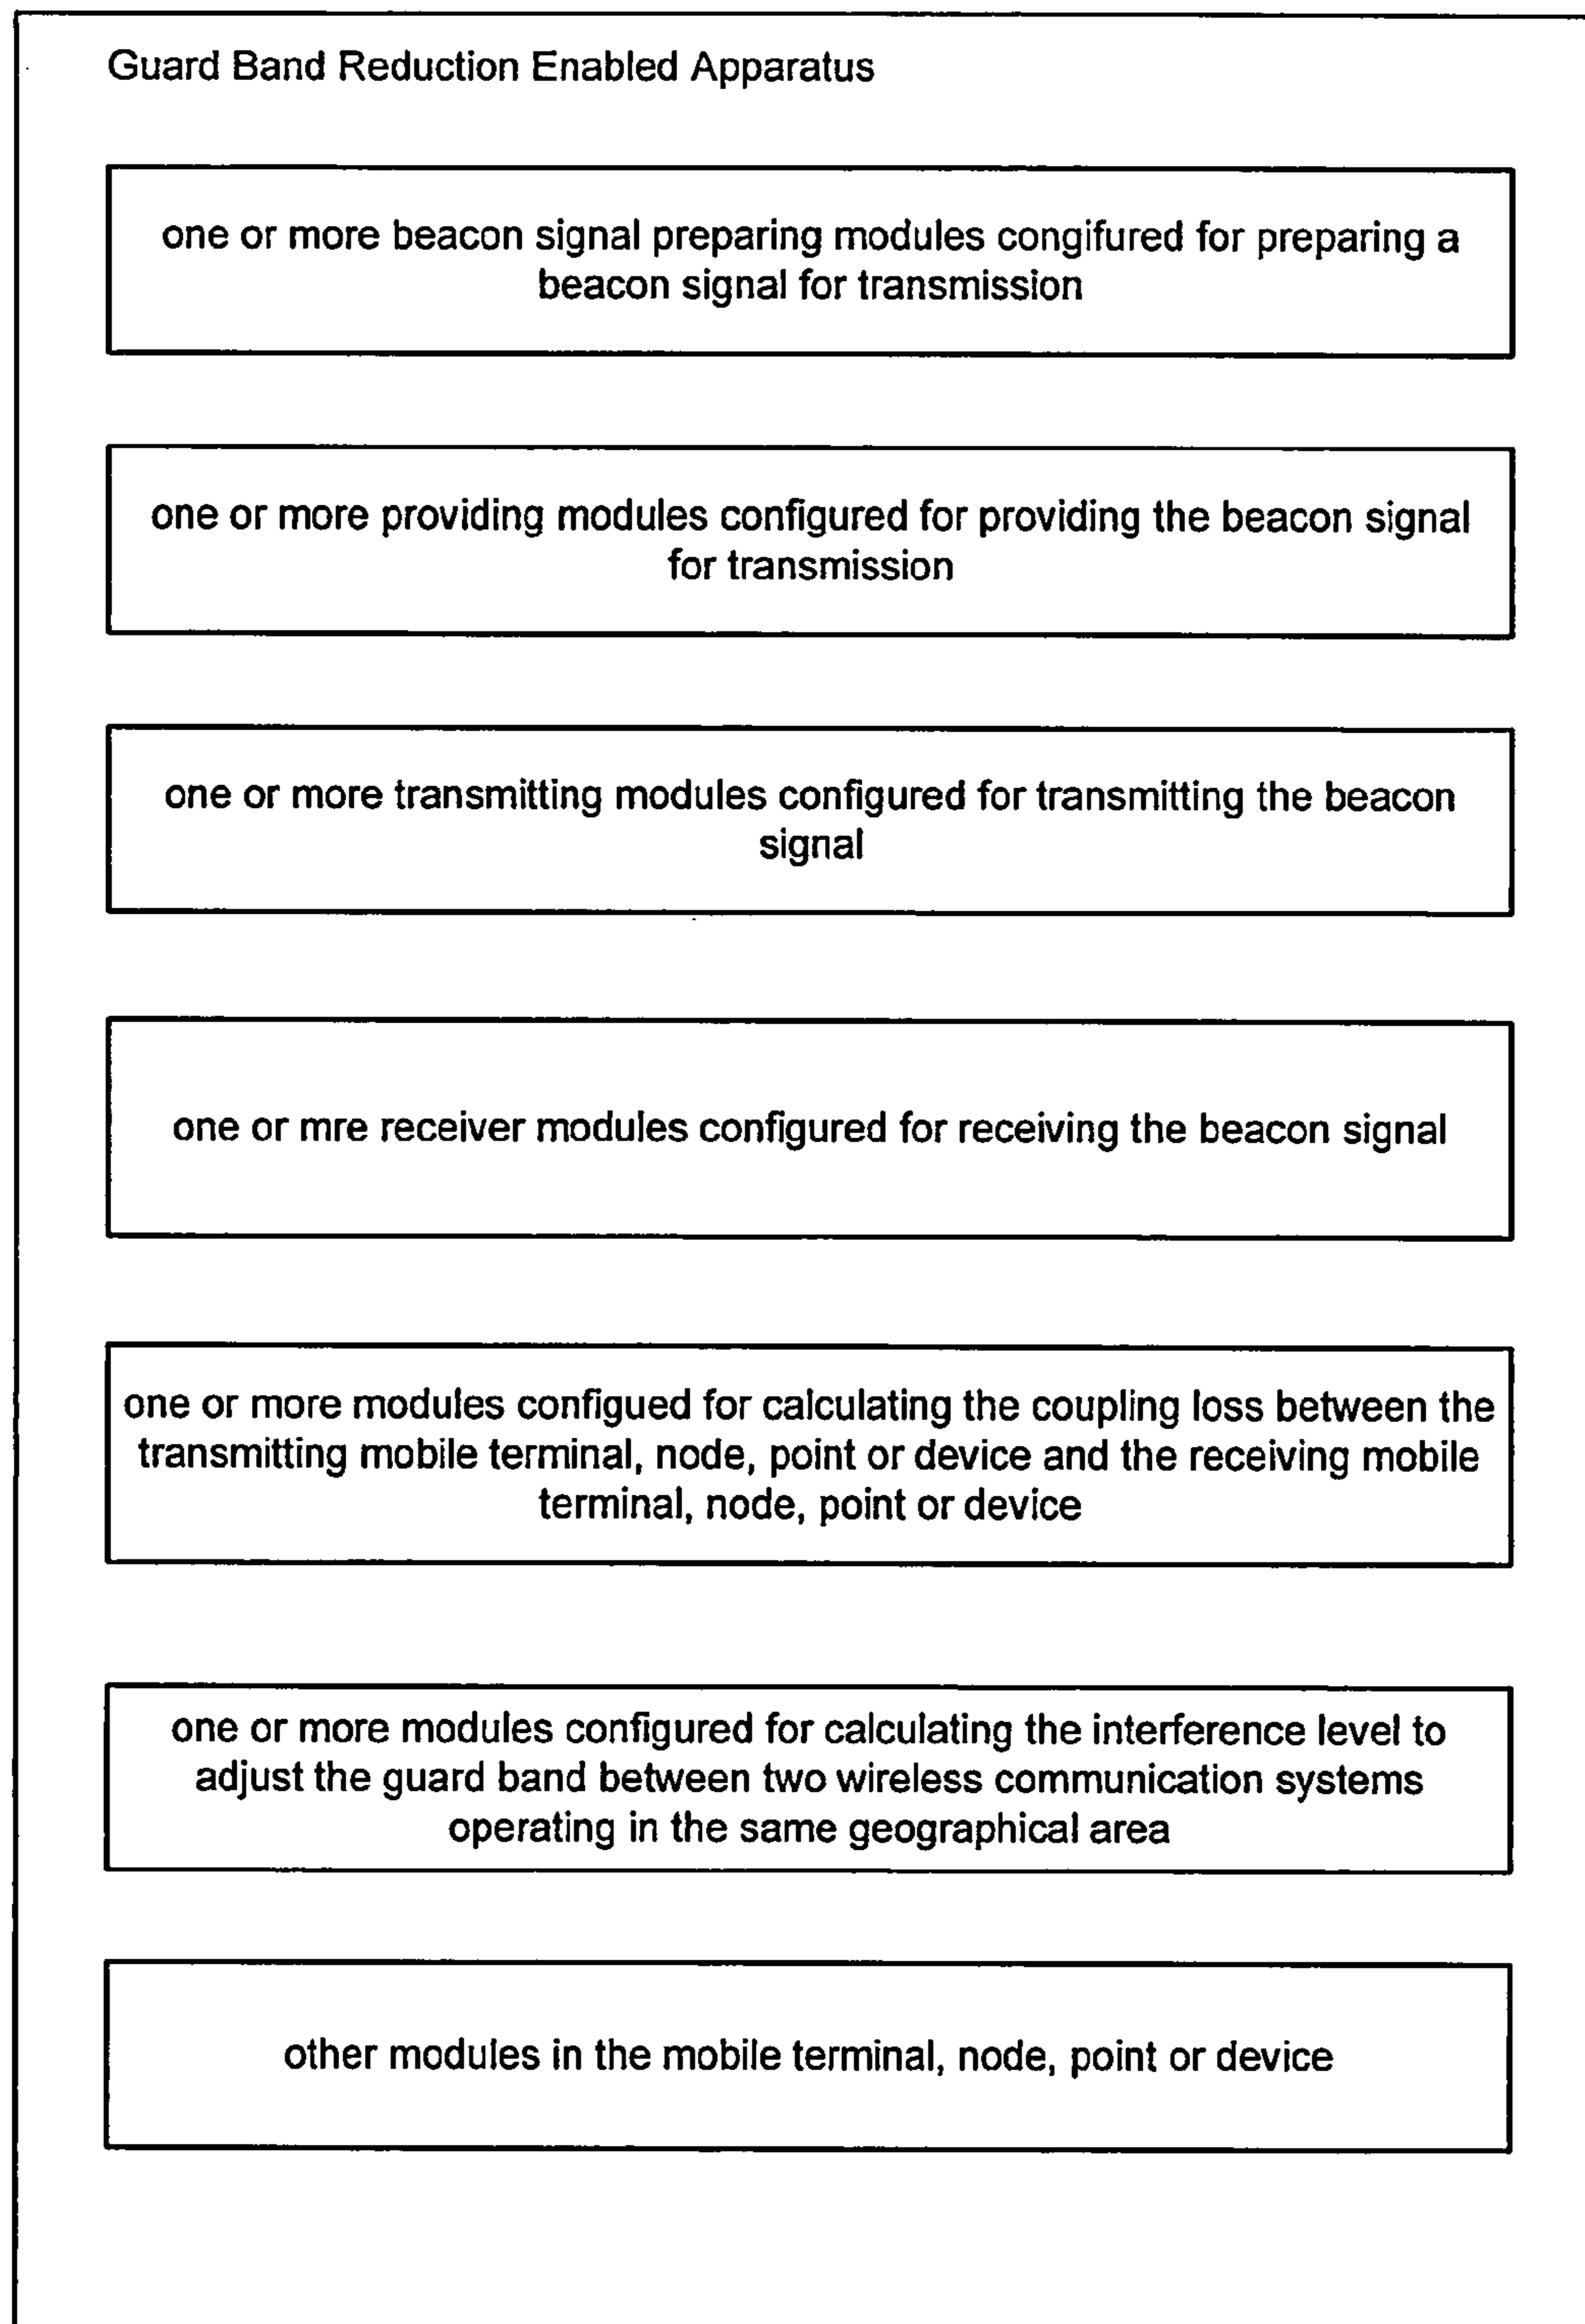 Guard Band Reduction Enabled Apparatus
one or more beacon signal preparing modules congifured for preparing a
beacon signal for transmission
one or more providing modules configured for providing the beacon signal
for transmission
one or more transmitting modules configured for transmitting the beacon
signal
one or mre receiver modules configured for receiving the beacon signal
one or more modules configued for calculating the coupling loss between the
transmitting mobile terminal, node, point or device and the receiving mobile
terminal, node, point or device
one or more modules configured for calculating the interference level to
adjust the guard band between two wireless communication systems
operating in the same geographical area
other modules in the mobile terminal, node, point or device